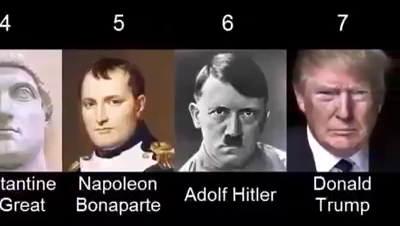 4
5
6
7
tantine
Great
Napoleon
Bonaparte
Adolf Hitler
Donald
Trump